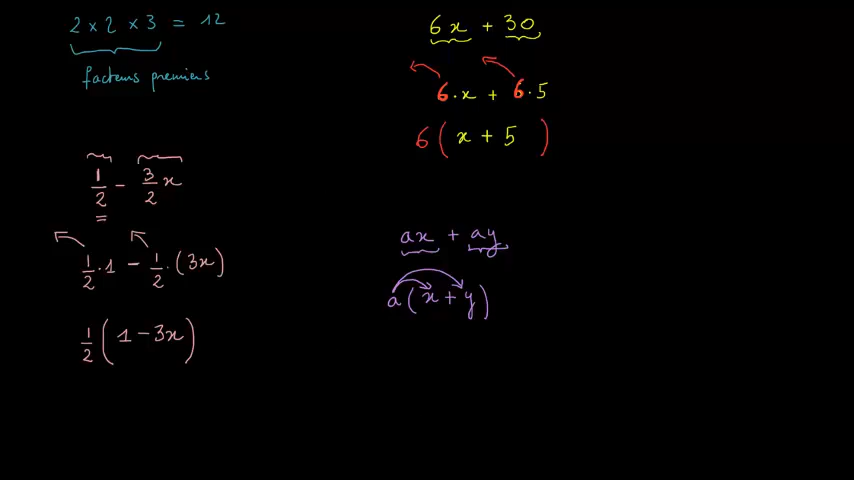 2 × 2 × 3 = 12
facteurs premiers
1/2 - 3/2 x
=
1/2 · 1 - 1/2 · (3x)
1/2 (1 - 3x)
6x + 30
6 · x + 6 · 5
6 (x + 5)
ax + ay
a (x + y)